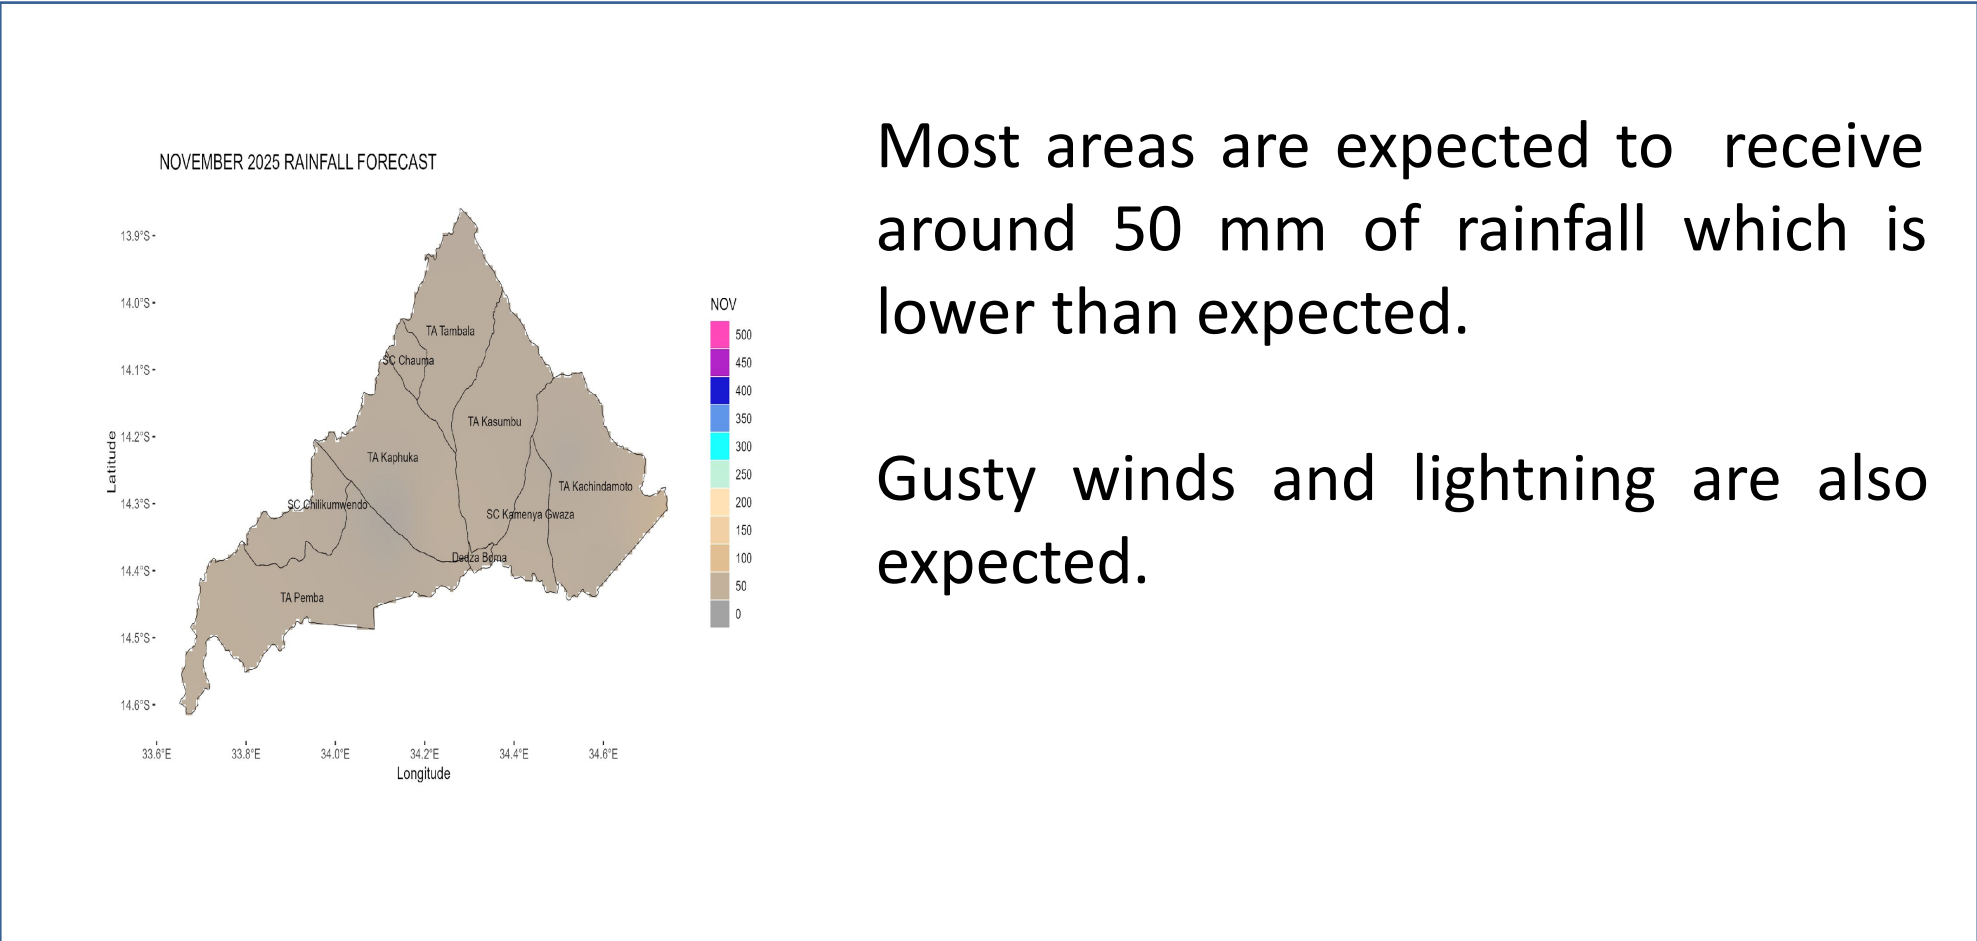 NOVEMBER 2025 RAINFALL FORECAST
13.9°S
14.0°S
14.1°S
14.2°S
14.3°S
14.4°S
14.5°S
14.6°S
Latitude
TA Tambala
SC Chauma
TA Kasumbu
TA Kaphuka
TA Kachindamoto
SC Chilikumwendo
SC Kamenya Gwaza
Dedza Boma
TA Pemba
33.6°E 33.8°E 34.0°E 34.2°E 34.4°E 34.6°E
Longitude
NOV
500
450
400
350
300
250
200
150
100
50
0
Most areas are expected to receive
around 50 mm of rainfall which is
lower than expected.
Gusty winds and lightning are also
expected.